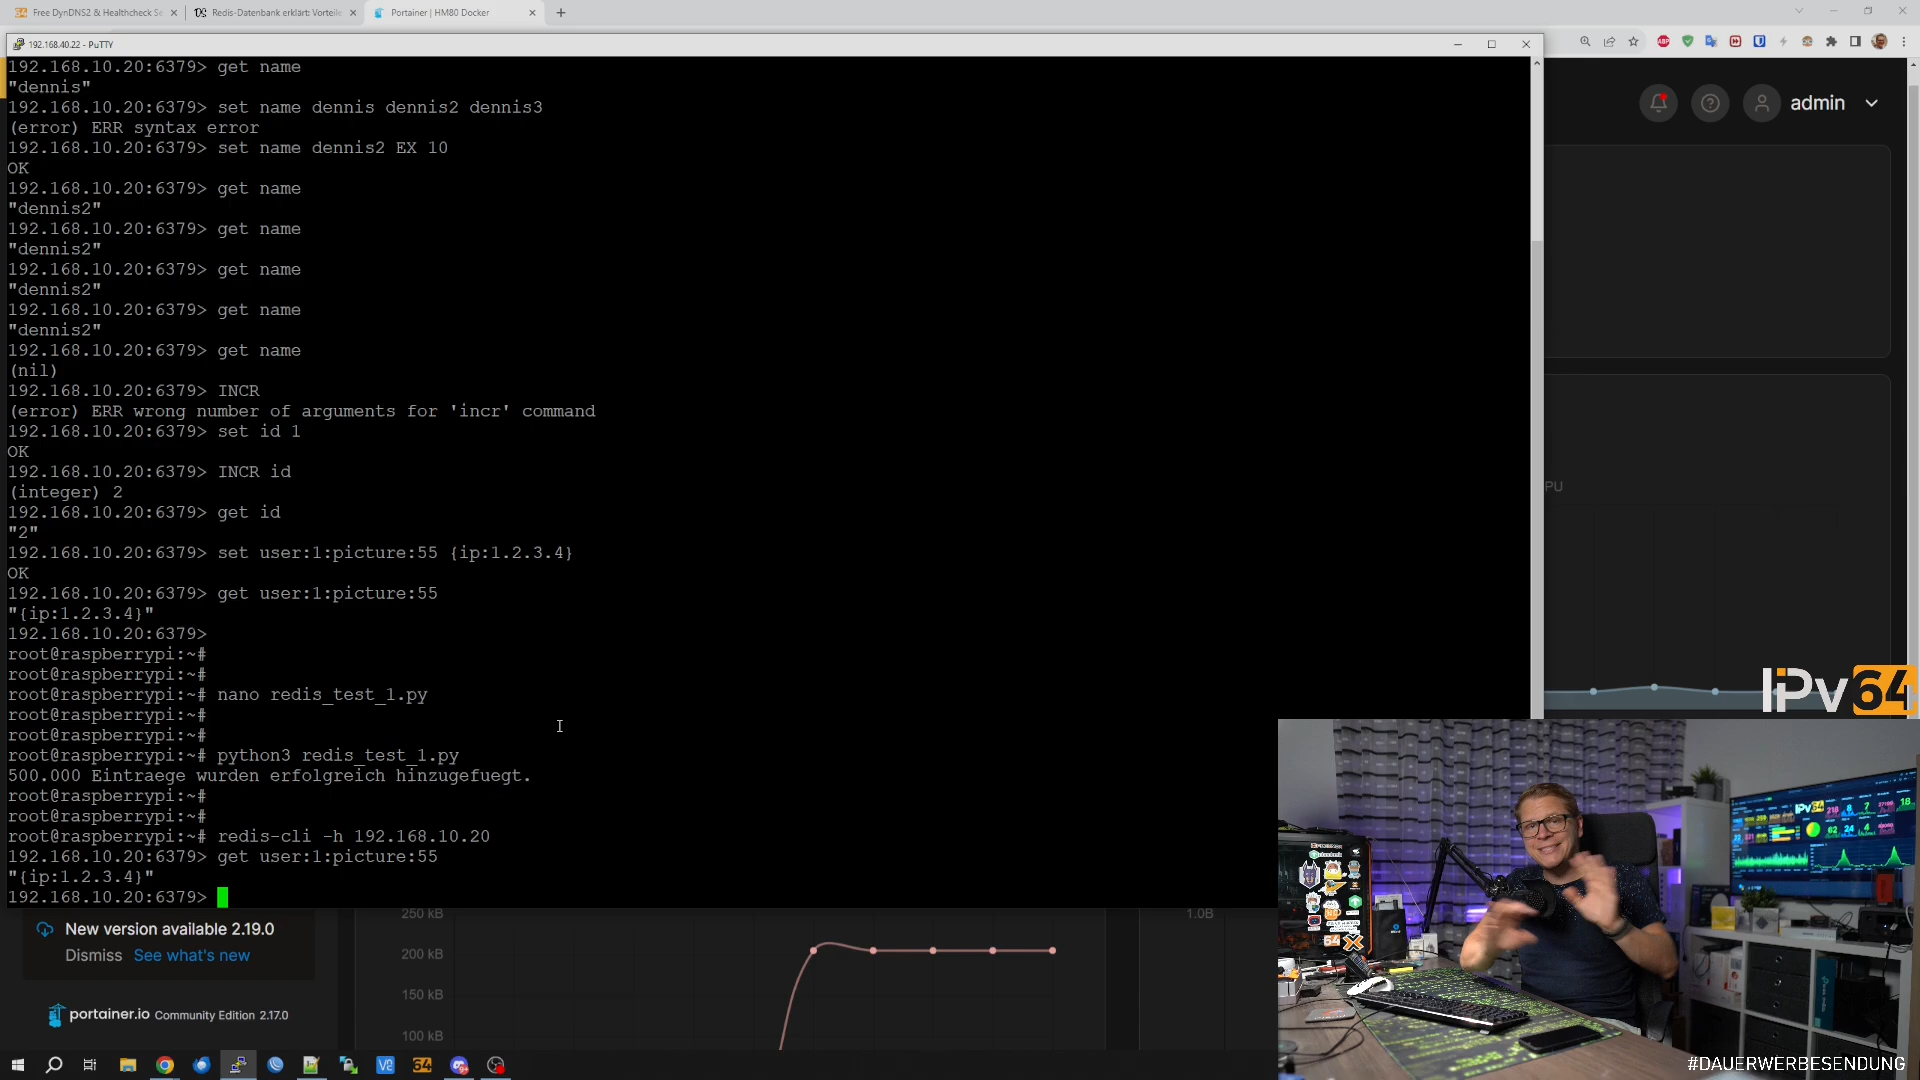 Free DynDNS2 & Healthcheck Se
Redis-Datenbank erklärt: Vorteile
Portainer | HM80 Docker
192.168.40.22 - PuTTY
192.168.10.20:6379> get name
"dennis"
192.168.10.20:6379> set name dennis dennis2 dennis3
(error) ERR syntax error
192.168.10.20:6379> set name dennis2 EX 10
OK
192.168.10.20:6379> get name
"dennis2"
192.168.10.20:6379> get name
"dennis2"
192.168.10.20:6379> get name
"dennis2"
192.168.10.20:6379> get name
"dennis2"
192.168.10.20:6379> get name
(nil)
192.168.10.20:6379> INCR
(error) ERR wrong number of arguments for 'incr' command
192.168.10.20:6379> set id 1
OK
192.168.10.20:6379> INCR id
(integer) 2
192.168.10.20:6379> get id
"2"
192.168.10.20:6379> set user:1:picture:55 {ip:1.2.3.4}
OK
192.168.10.20:6379> get user:1:picture:55
"{ip:1.2.3.4}"
192.168.10.20:6379>
root@raspberrypi:~#
root@raspberrypi:~#
root@raspberrypi:~# nano redis_test_1.py
root@raspberrypi:~#
root@raspberrypi:~#
root@raspberrypi:~# python3 redis_test_1.py
500.000 Eintraege wurden erfolgreich hinzugefuegt.
root@raspberrypi:~#
root@raspberrypi:~#
root@raspberrypi:~# redis-cli -h 192.168.10.20
192.168.10.20:6379> get user:1:picture:55
"{ip:1.2.3.4}"
192.168.10.20:6379>
admin
PU
IPv64
New version available 2.19.0
Dismiss See what's new
portainer.io Community Edition 2.17.0
250 kB
200 kB
150 kB
100 kB
1.0B
#DAUERWERBESENDUNG